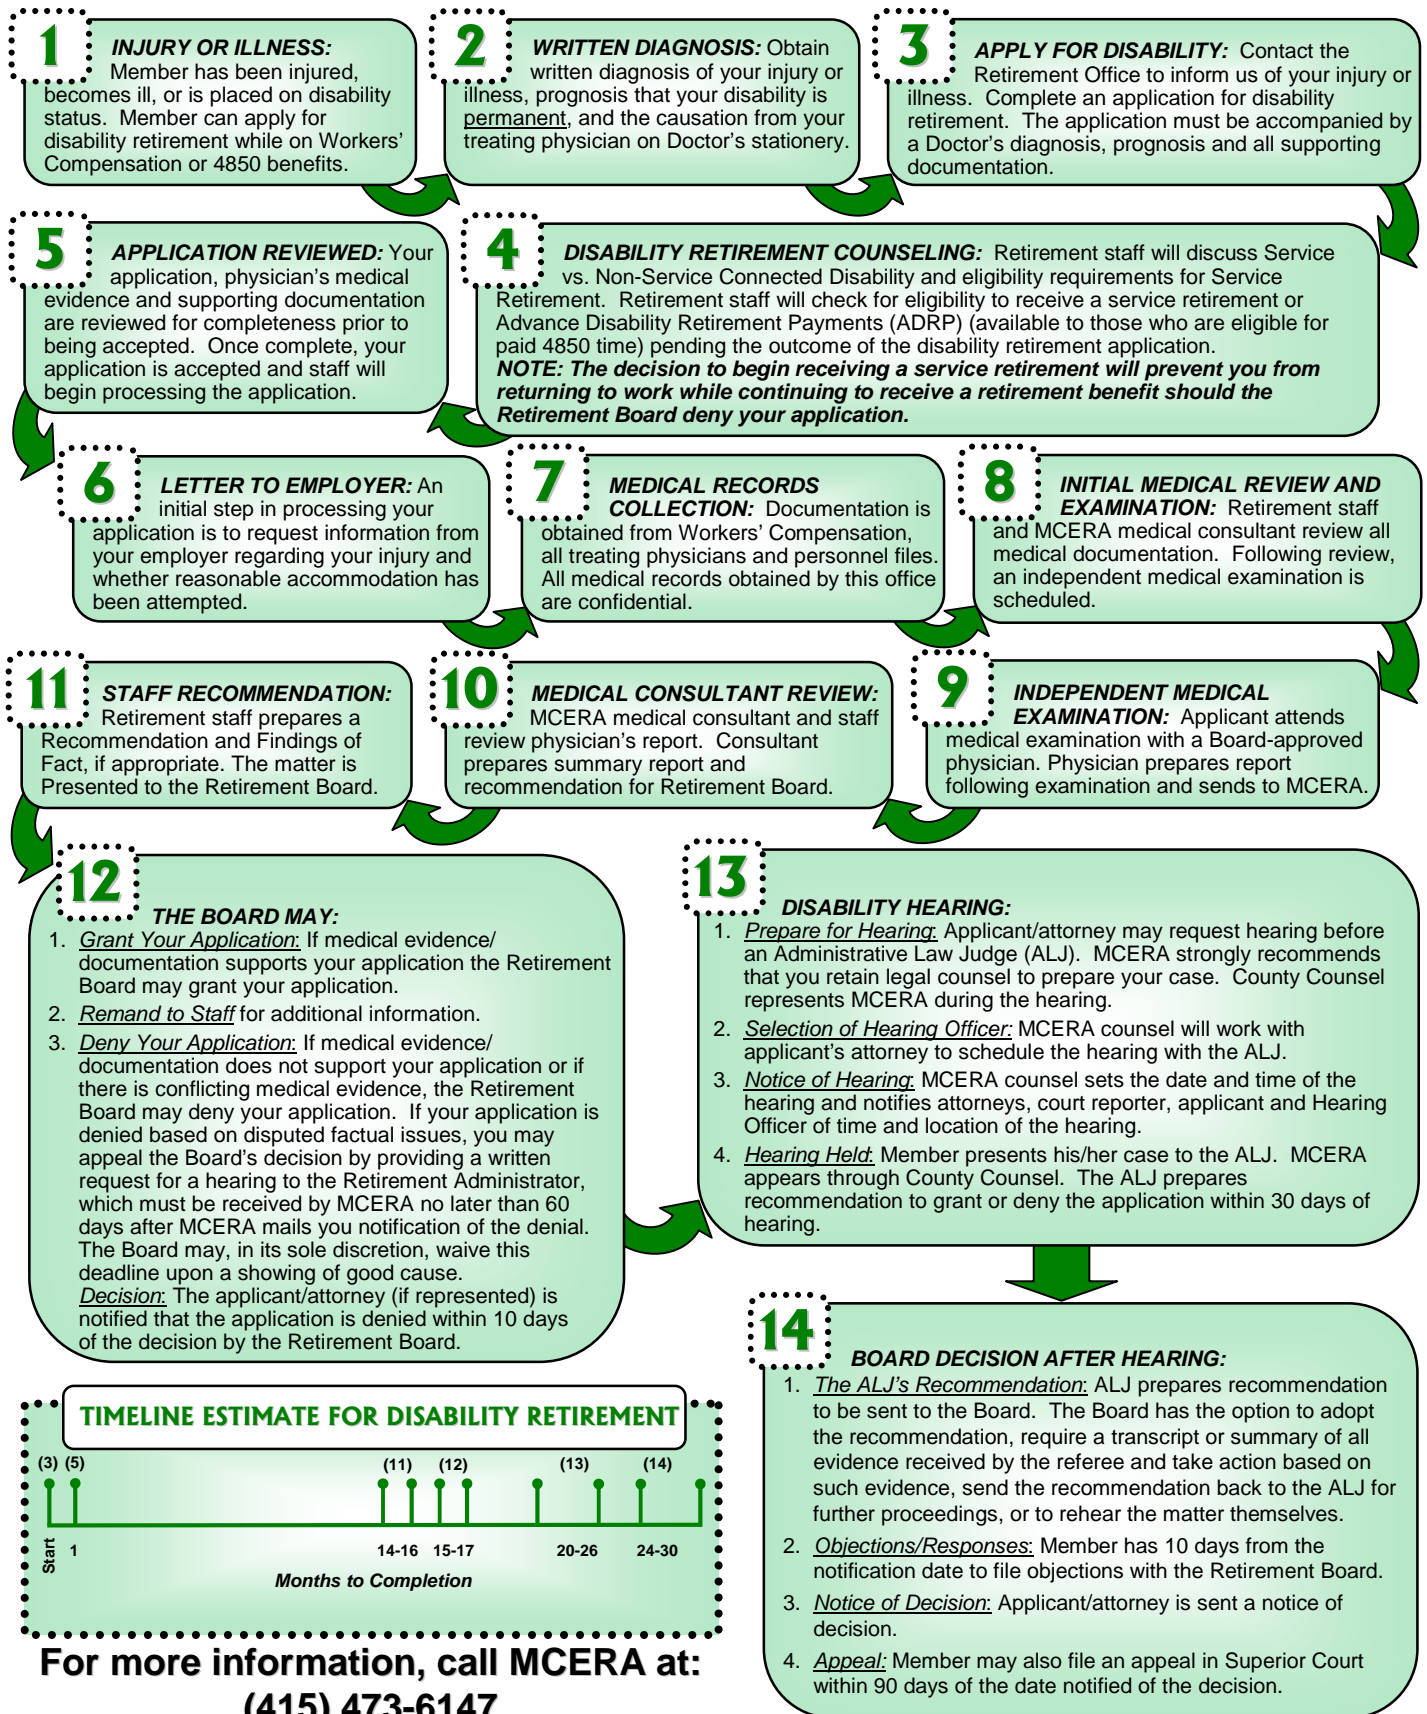 1
INJURY OR ILLNESS:
Member has been injured,
becomes ill, or is placed on disability
status. Member can apply for
disability retirement while on Workers'
Compensation or 4850 benefits.
2
WRITTEN DIAGNOSIS: Obtain
written diagnosis of your injury or
illness, prognosis that your disability is
permanent, and the causation from your
treating physician on Doctor's stationery.
3
APPLY FOR DISABILITY: Contact the
Retirement Office to inform us of your injury or
illness. Complete an application for disability
retirement. The application must be accompanied by
a Doctor's diagnosis, prognosis and all supporting
documentation.
4
DISABILITY RETIREMENT COUNSELING: Retirement staff will discuss Service
vs. Non-Service Connected Disability and eligibility requirements for Service
Retirement. Retirement staff will check for eligibility to receive a service retirement or
Advance Disability Retirement Payments (ADRP) (available to those who are eligible for
paid 4850 time) pending the outcome of the disability retirement application.
NOTE: The decision to begin receiving a service retirement will prevent you from
returning to work while continuing to receive a retirement benefit should the
Retirement Board deny your application.
5
APPLICATION REVIEWED: Your
application, physician's medical
evidence and supporting documentation
are reviewed for completeness prior to
being accepted. Once complete, your
application is accepted and staff will
begin processing the application.
6
LETTER TO EMPLOYER: An
initial step in processing your
application is to request information from
your employer regarding your injury and
whether reasonable accommodation has
been attempted.
7
MEDICAL RECORDS
COLLECTION: Documentation is
obtained from Workers' Compensation,
all treating physicians and personnel files.
All medical records obtained by this office
are confidential.
8
INITIAL MEDICAL REVIEW AND
EXAMINATION: Retirement staff
and MCERA medical consultant review all
medical documentation. Following review,
an independent medical examination is
scheduled.
9
INDEPENDENT MEDICAL
EXAMINATION: Applicant attends
medical examination with a Board-approved
physician. Physician prepares report
following examination and sends to MCERA.
10
MEDICAL CONSULTANT REVIEW:
MCERA medical consultant and staff
review physician's report. Consultant
prepares summary report and
recommendation for Retirement Board.
11
STAFF RECOMMENDATION:
Retirement staff prepares a
Recommendation and Findings of
Fact, if appropriate. The matter is
Presented to the Retirement Board.
12
THE BOARD MAY:
1. Grant Your Application: If medical evidence/
documentation supports your application the Retirement
Board may grant your application.
2. Remand to Staff for additional information.
3. Deny Your Application: If medical evidence/
documentation does not support your application or if
there is conflicting medical evidence, the Retirement
Board may deny your application. If your application is
denied based on disputed factual issues, you may
appeal the Board's decision by providing a written
request for a hearing to the Retirement Administrator,
which must be received by MCERA no later than 60
days after MCERA mails you notification of the denial.
The Board may, in its sole discretion, waive this
deadline upon a showing of good cause.
Decision: The applicant/attorney (if represented) is
notified that the application is denied within 10 days
of the decision by the Retirement Board.
13
DISABILITY HEARING:
1. Prepare for Hearing: Applicant/attorney may request hearing before
an Administrative Law Judge (ALJ). MCERA strongly recommends
that you retain legal counsel to prepare your case. County Counsel
represents MCERA during the hearing.
2. Selection of Hearing Officer: MCERA counsel will work with
applicant's attorney to schedule the hearing with the ALJ.
3. Notice of Hearing: MCERA counsel sets the date and time of the
hearing and notifies attorneys, court reporter, applicant and Hearing
Officer of time and location of the hearing.
4. Hearing Held: Member presents his/her case to the ALJ. MCERA
appears through County Counsel. The ALJ prepares
recommendation to grant or deny the application within 30 days of
hearing.
14
BOARD DECISION AFTER HEARING:
1. The ALJ's Recommendation: ALJ prepares recommendation
to be sent to the Board. The Board has the option to adopt
the recommendation, require a transcript or summary of all
evidence received by the referee and take action based on
such evidence, send the recommendation back to the ALJ for
further proceedings, or to rehear the matter themselves.
2. Objections/Responses: Member has 10 days from the
notification date to file objections with the Retirement Board.
3. Notice of Decision: Applicant/attorney is sent a notice of
decision.
4. Appeal: Member may also file an appeal in Superior Court
within 90 days of the date notified of the decision.
TIMELINE ESTIMATE FOR DISABILITY RETIREMENT
(3) (5) (11) (12) (13) (14)
Start 1 14-16 15-17 20-26 24-30
Months to Completion
For more information, call MCERA at:
(415) 473-6147